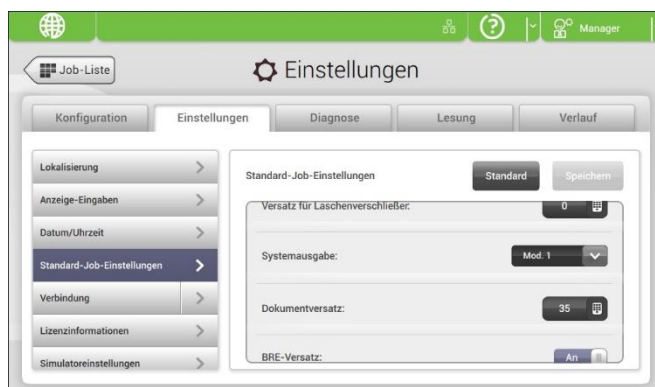 Manager
Job-Liste
Einstellungen
Konfiguration
Einstellungen
Diagnose
Lesung
Verlauf
Lokalisierung
Anzeige-Eingaben
Datum/Uhrzeit
Standard-Job-Einstellungen
Verbindung
Lizenzinformationen
Simulatoreinstellungen
Standard-Job-Einstellungen
Standard
Speichern
Versatz für Laschenverschließer:
0
Systemausgabe:
Mod. 1
Dokumentversatz:
35
BRE-Versatz:
An